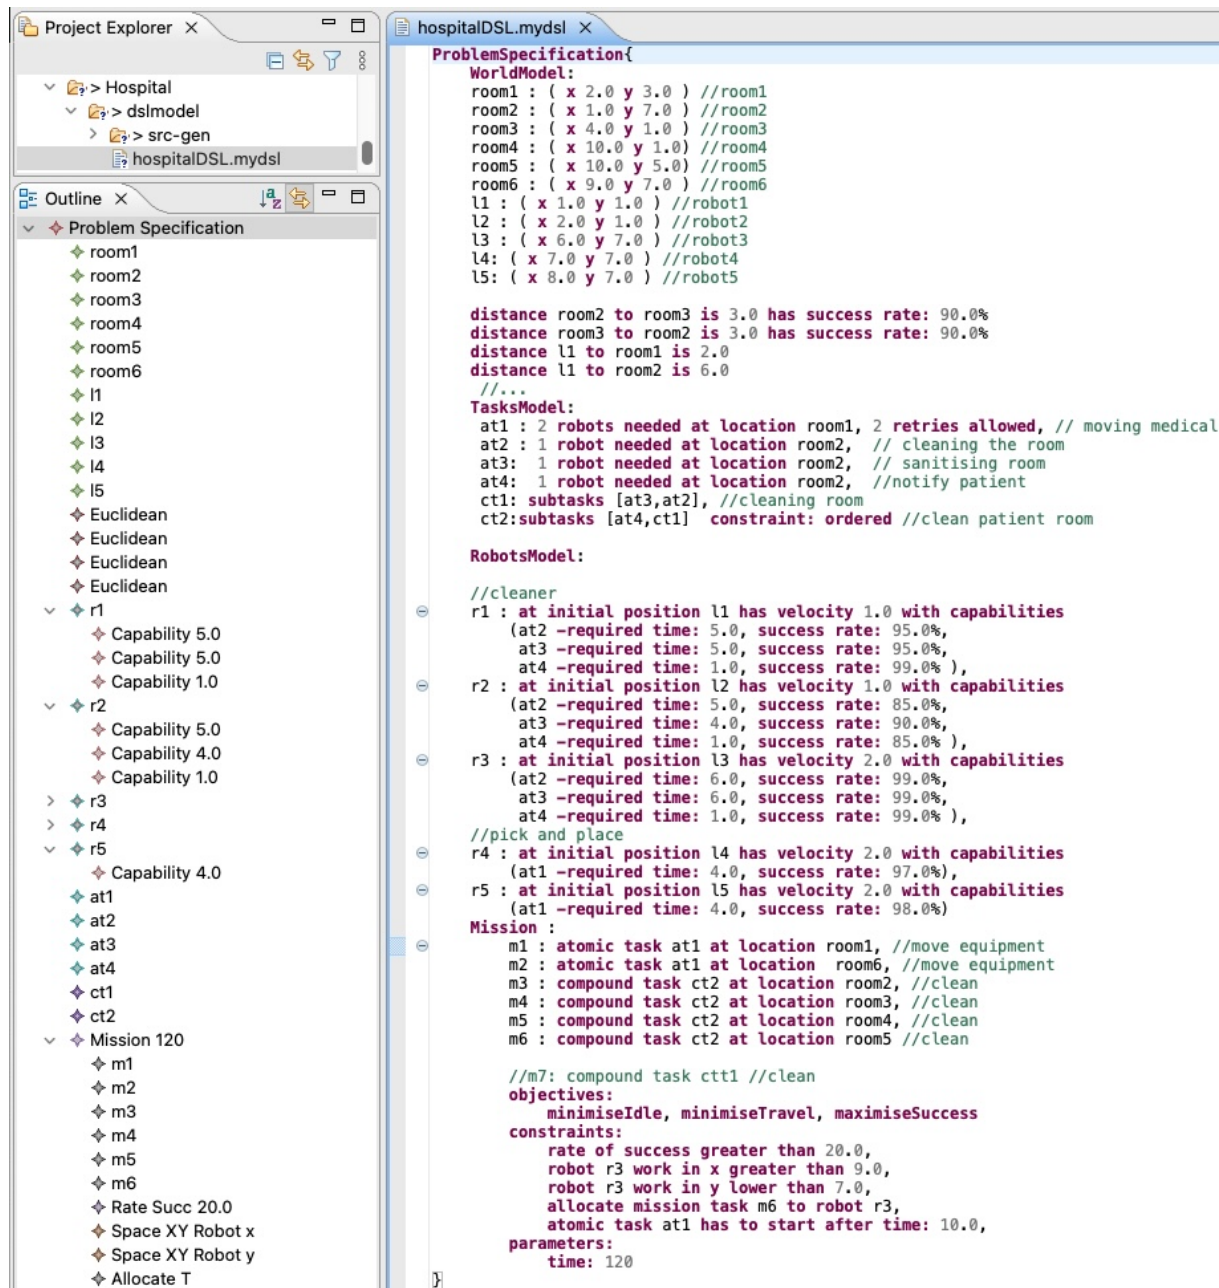 Project Explorer
> Hospital
> dslmodel
> src-gen
hospitalDSL.mydsl
Outline
Problem Specification
room1
room2
room3
room4
room5
room6
l1
l2
l3
l4
l5
Euclidean
Euclidean
Euclidean
Euclidean
r1
Capability 5.0
Capability 5.0
Capability 1.0
r2
Capability 5.0
Capability 4.0
Capability 1.0
r3
r4
r5
Capability 4.0
at1
at2
at3
at4
ct1
ct2
Mission 120
m1
m2
m3
m4
m5
m6
Rate Succ 20.0
Space XY Robot x
Space XY Robot y
Allocate T
hospitalDSL.mydsl
ProblemSpecification{
WorldModel:
room1 : ( x 2.0 y 3.0 ) //room1
room2 : ( x 1.0 y 7.0 ) //room2
room3 : ( x 4.0 y 1.0 ) //room3
room4 : ( x 10.0 y 1.0) //room4
room5 : ( x 10.0 y 5.0) //room5
room6 : ( x 9.0 y 7.0 ) //room6
l1 : ( x 1.0 y 1.0 ) //robot1
l2 : ( x 2.0 y 1.0 ) //robot2
l3 : ( x 6.0 y 7.0 ) //robot3
l4: ( x 7.0 y 7.0 ) //robot4
l5: ( x 8.0 y 7.0 ) //robot5
distance room2 to room3 is 3.0 has success rate: 90.0%
distance room3 to room2 is 3.0 has success rate: 90.0%
distance l1 to room1 is 2.0
distance l1 to room2 is 6.0
//...
TasksModel:
at1 : 2 robots needed at location room1, 2 retries allowed, // moving medical
at2 : 1 robot needed at location room2, // cleaning the room
at3: 1 robot needed at location room2, // sanitising room
at4: 1 robot needed at location room2, //notify patient
ct1: subtasks [at3,at2], //cleaning room
ct2:subtasks [at4,ct1] constraint: ordered //clean patient room
RobotsModel:
//cleaner
r1 : at initial position l1 has velocity 1.0 with capabilities
(at2 -required time: 5.0, success rate: 95.0%,
at3 -required time: 5.0, success rate: 95.0%,
at4 -required time: 1.0, success rate: 99.0% ),
r2 : at initial position l2 has velocity 1.0 with capabilities
(at2 -required time: 5.0, success rate: 85.0%,
at3 -required time: 4.0, success rate: 90.0%,
at4 -required time: 1.0, success rate: 85.0% ),
r3 : at initial position l3 has velocity 2.0 with capabilities
(at2 -required time: 6.0, success rate: 99.0%,
at3 -required time: 6.0, success rate: 99.0%,
at4 -required time: 1.0, success rate: 99.0% ),
//pick and place
r4 : at initial position l4 has velocity 2.0 with capabilities
(at1 -required time: 4.0, success rate: 97.0%),
r5 : at initial position l5 has velocity 2.0 with capabilities
(at1 -required time: 4.0, success rate: 98.0%)
Mission :
m1 : atomic task at1 at location room1, //move equipment
m2 : atomic task at1 at location room6, //move equipment
m3 : compound task ct2 at location room2, //clean
m4 : compound task ct2 at location room3, //clean
m5 : compound task ct2 at location room4, //clean
m6 : compound task ct2 at location room5 //clean
//m7: compound task ctt1 //clean
objectives:
minimiseIdle, minimiseTravel, maximiseSuccess
constraints:
rate of success greater than 20.0,
robot r3 work in x greater than 9.0,
robot r3 work in y lower than 7.0,
allocate mission task m6 to robot r3,
atomic task at1 has to start after time: 10.0,
parameters:
time: 120
}